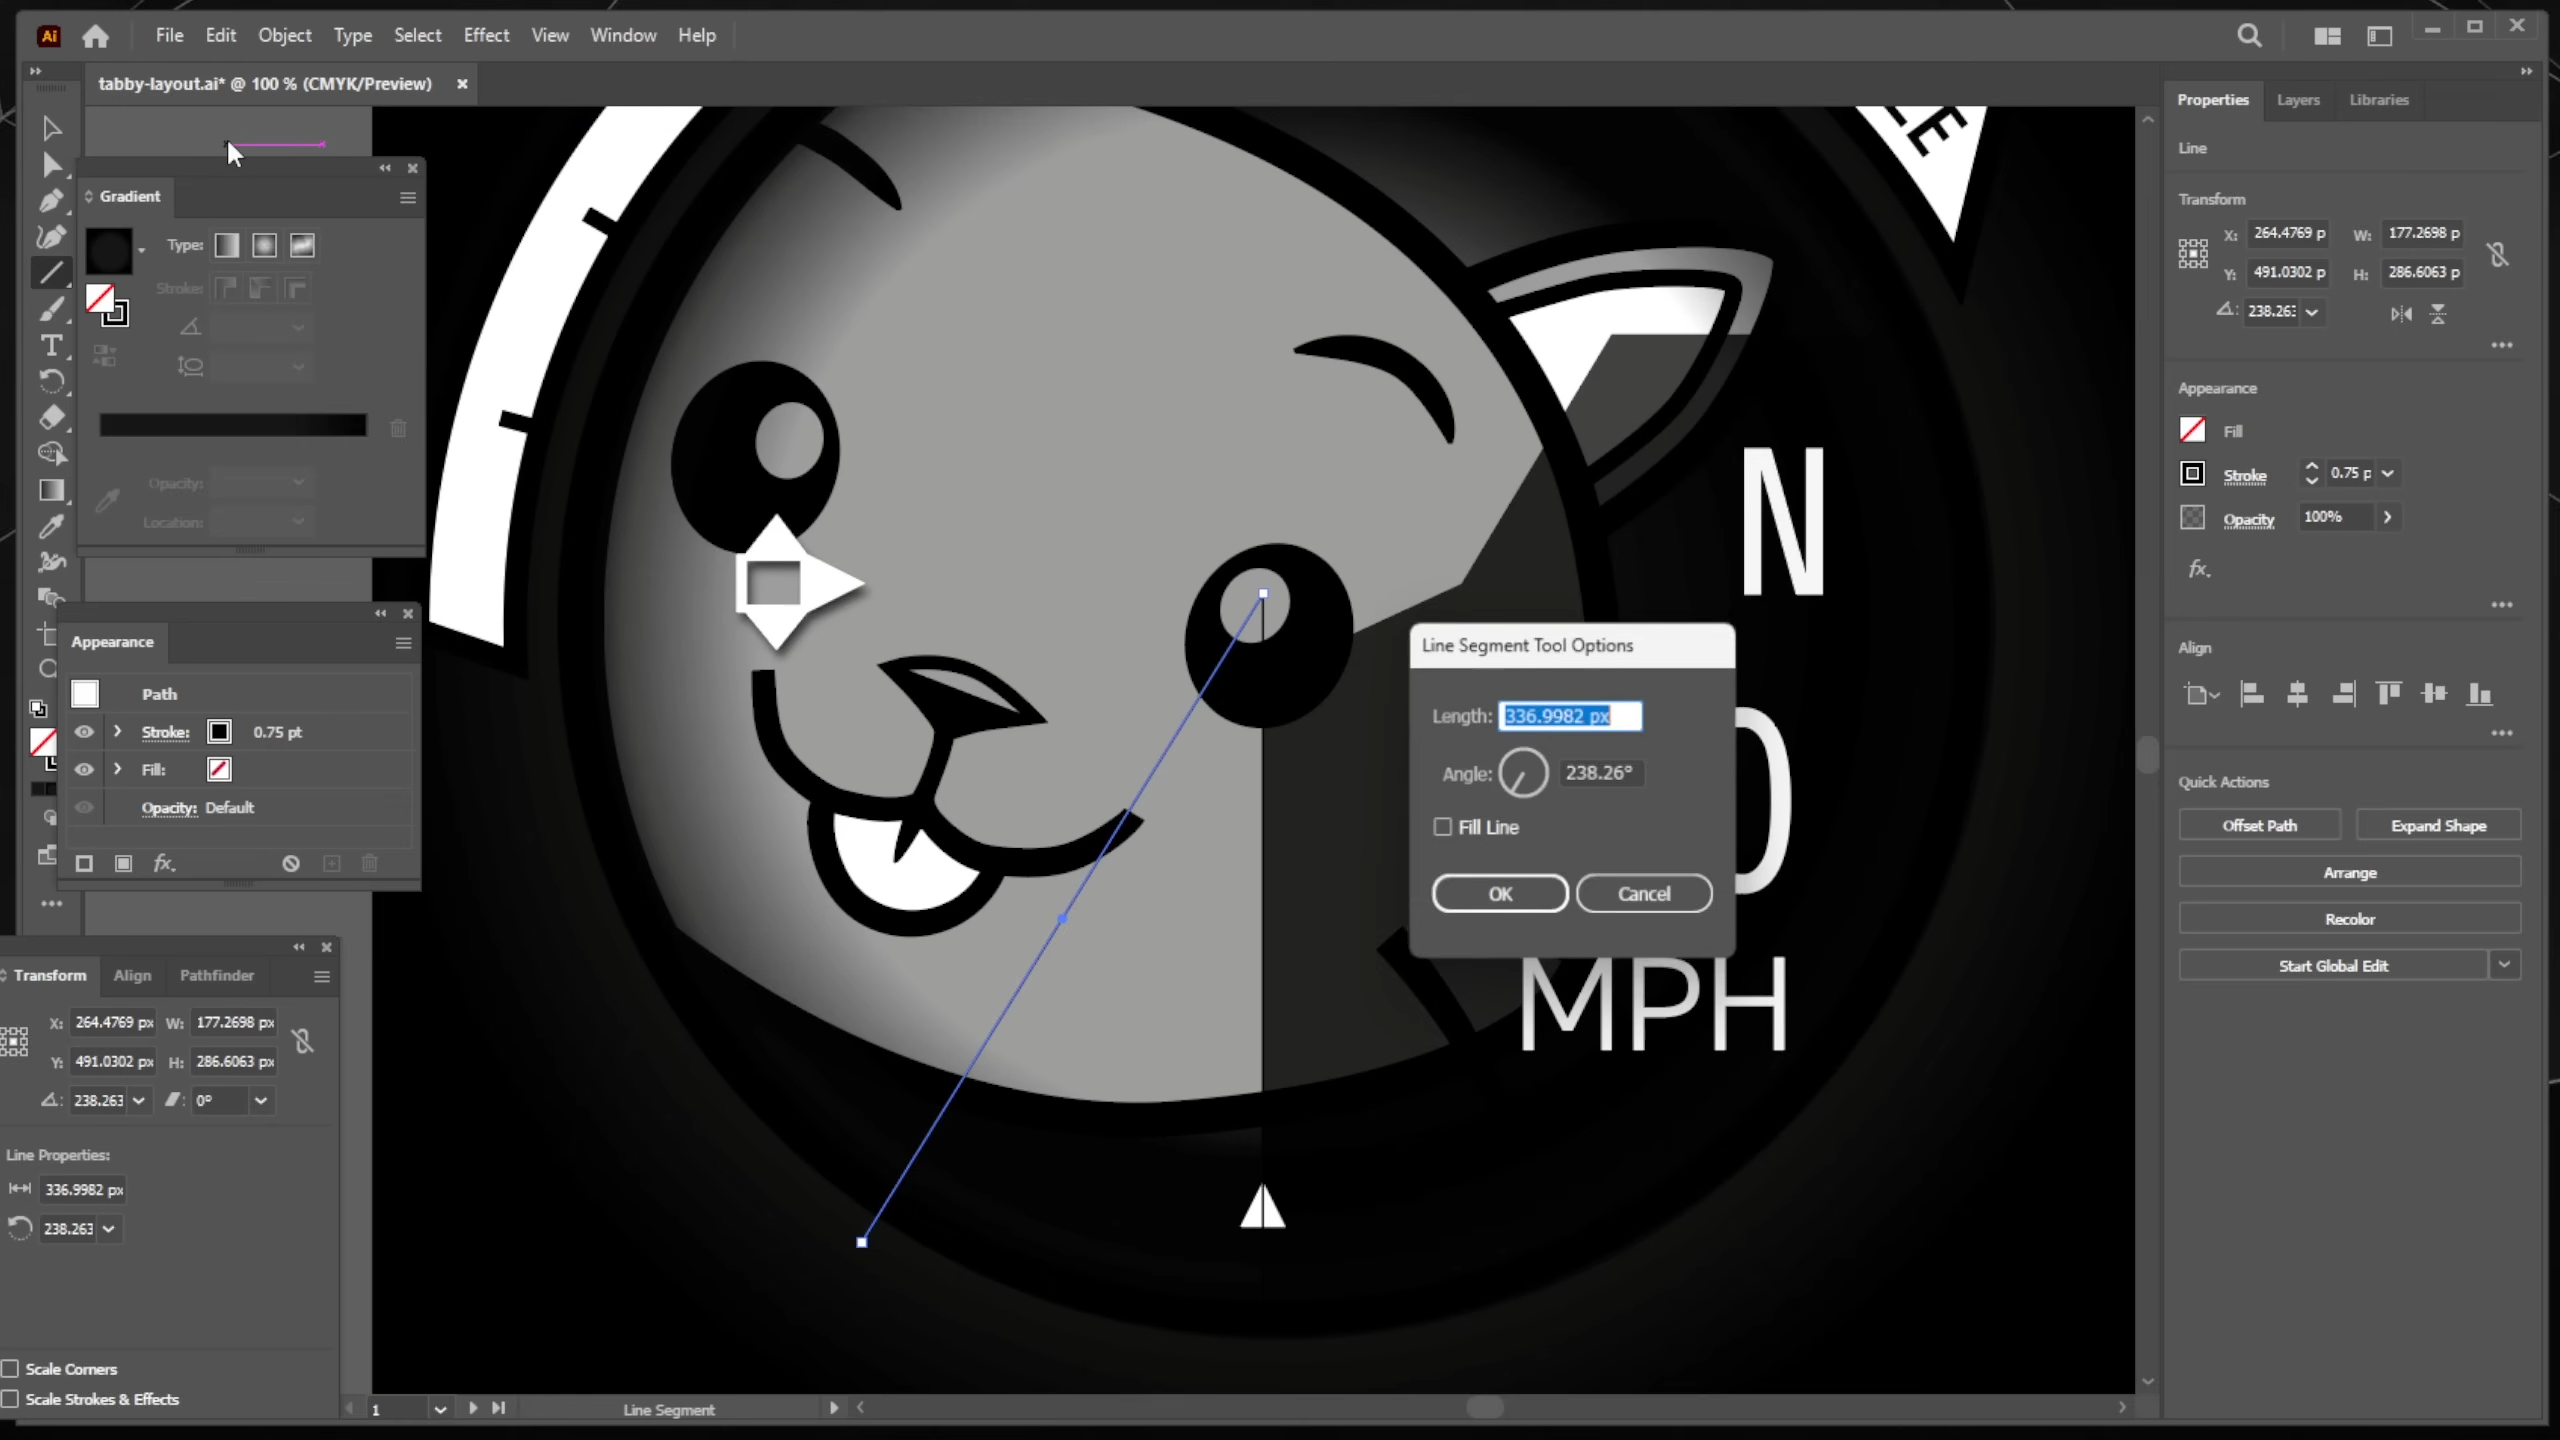 Ai File Edit Object Type Select Effect View Window Help
tabby-layout.ai* @ 100 % (CMYK/Preview)
Gradient
Type:
Stroke:
Opacity:
Location:
Appearance
Path
Stroke: 0.75 pt
Fill:
Opacity: Default
fx.
Transform Align Pathfinder
X: 264.4769 px W: 177.2698 px
Y: 491.0302 px H: 286.6063 px
238.263 0°
Line Properties:
336.9982 px
238.263
Scale Corners
Scale Strokes & Effects
1
Line Segment
LE
N
0
MPH
Line Segment Tool Options
Length: 336.9982 px
Angle: 238.26°
Fill Line
OK Cancel
Properties Layers Libraries
Line
Transform
X: 264.4769 p W: 177.2698 p
Y: 491.0302 p H: 286.6063 p
238.263
Appearance
Fill
Stroke 0.75 p
Opacity 100%
fx.
Align
Quick Actions
Offset Path Expand Shape
Arrange
Recolor
Start Global Edit